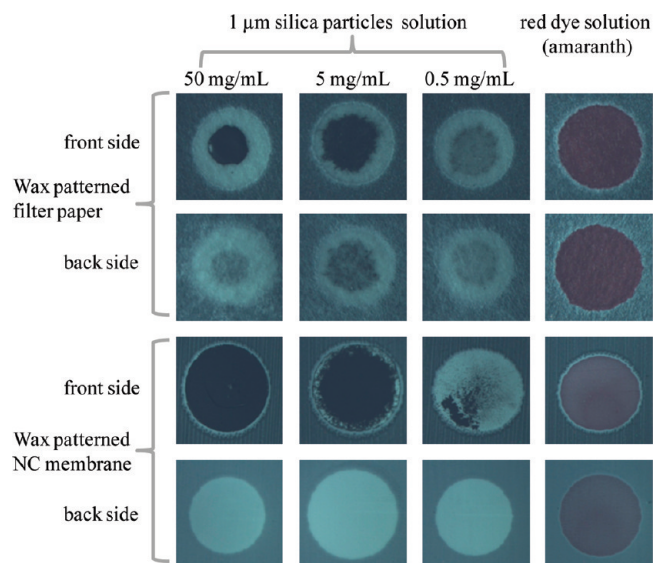 1 μm silica particles solution
red dye solution
(amaranth)
50 mg/mL
5 mg/mL
0.5 mg/mL
front side
Wax patterned
filter paper
back side
front side
Wax patterned
NC membrane
back side